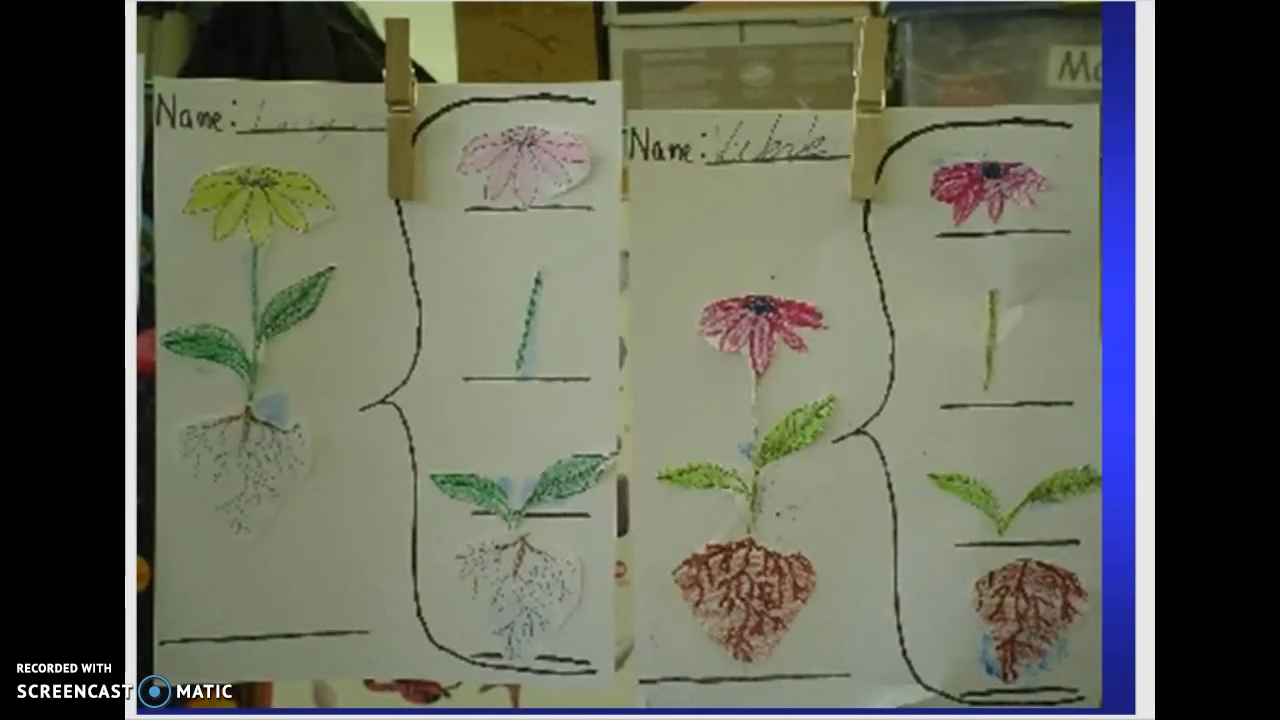 Name:
Name:
Mo
RECORDED WITH
SCREENCAST MATIC